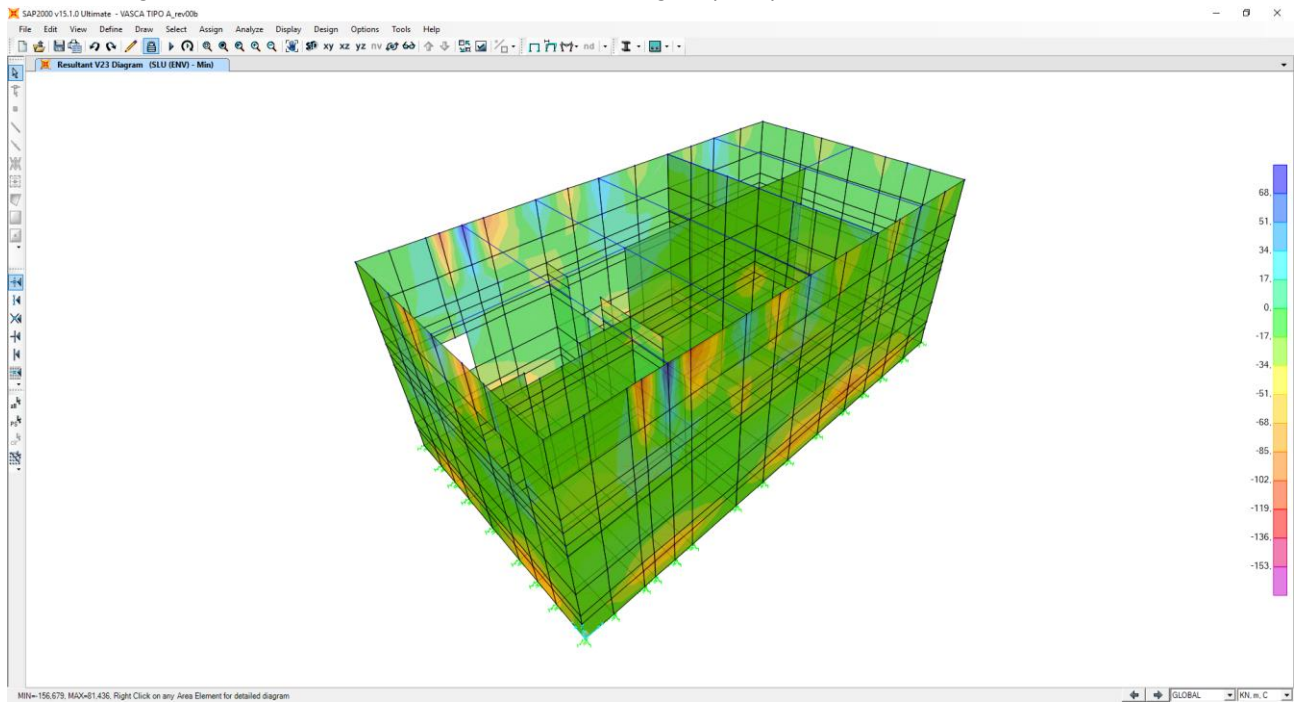 SAP2000 v15.1.0 Ultimate - VASCA TIPO A_rev00b
File Edit View Define Draw Select Assign Analyze Display Design Options Tools Help
xy xz yz nv nd
Resultant V23 Diagram (SLU (ENV) - Min)
68,
51,
34,
17,
0,
-17,
-34,
-51,
-68,
-85,
-102,
-119,
-136,
-153,
MIN=-156.679, MAX=81.436, Right Click on any Area Element for detailed diagram
GLOBAL
KN, m, C